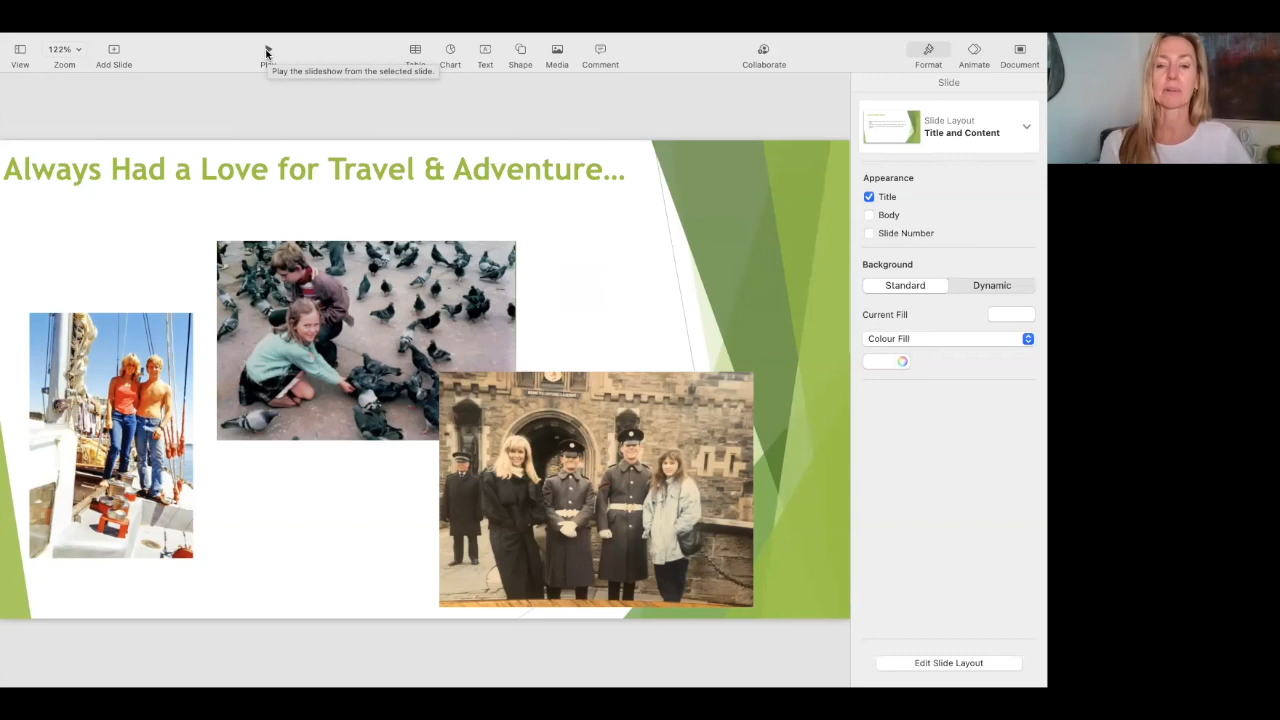 View
122%
Zoom
Add Slide
Play the slideshow from the selected slide.
Chart
Text
Shape
Media
Comment
Collaborate
Format
Animate
Document
Slide
Slide Layout
Title and Content
Appearance
Title
Body
Slide Number
Background
Standard
Dynamic
Current Fill
Colour Fill
Edit Slide Layout
Always Had a Love for Travel & Adventure…